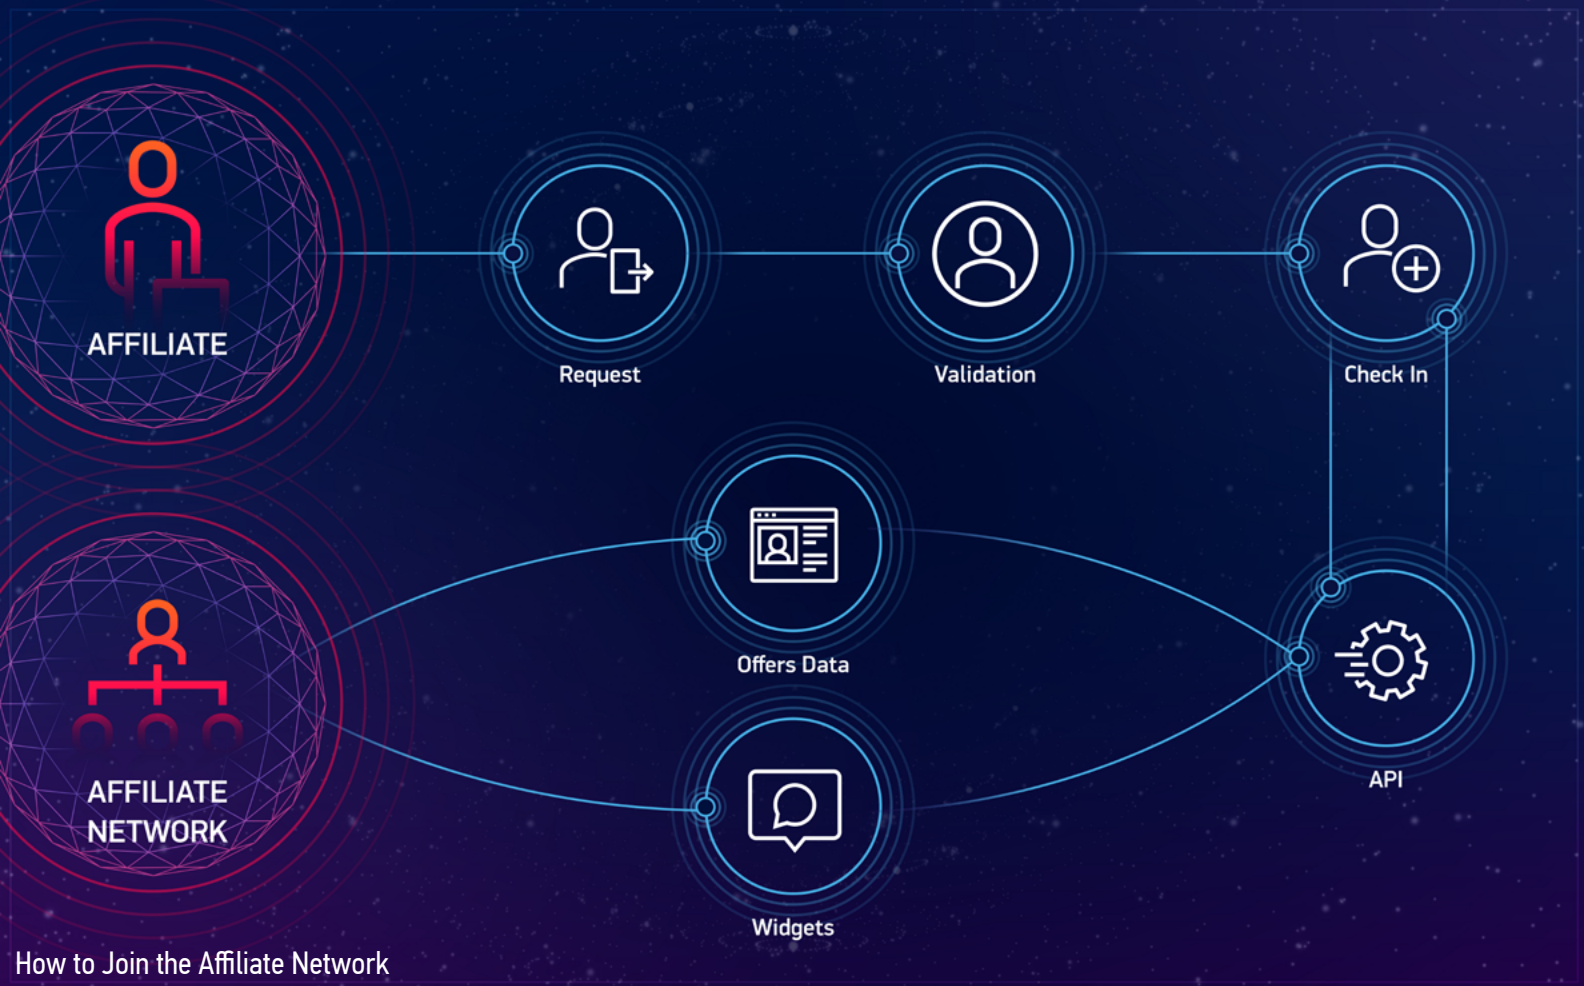 AFFILIATE
Request
Validation
Check In
Offers Data
AFFILIATE
NETWORK
API
Widgets
How to Join the Affiliate Network